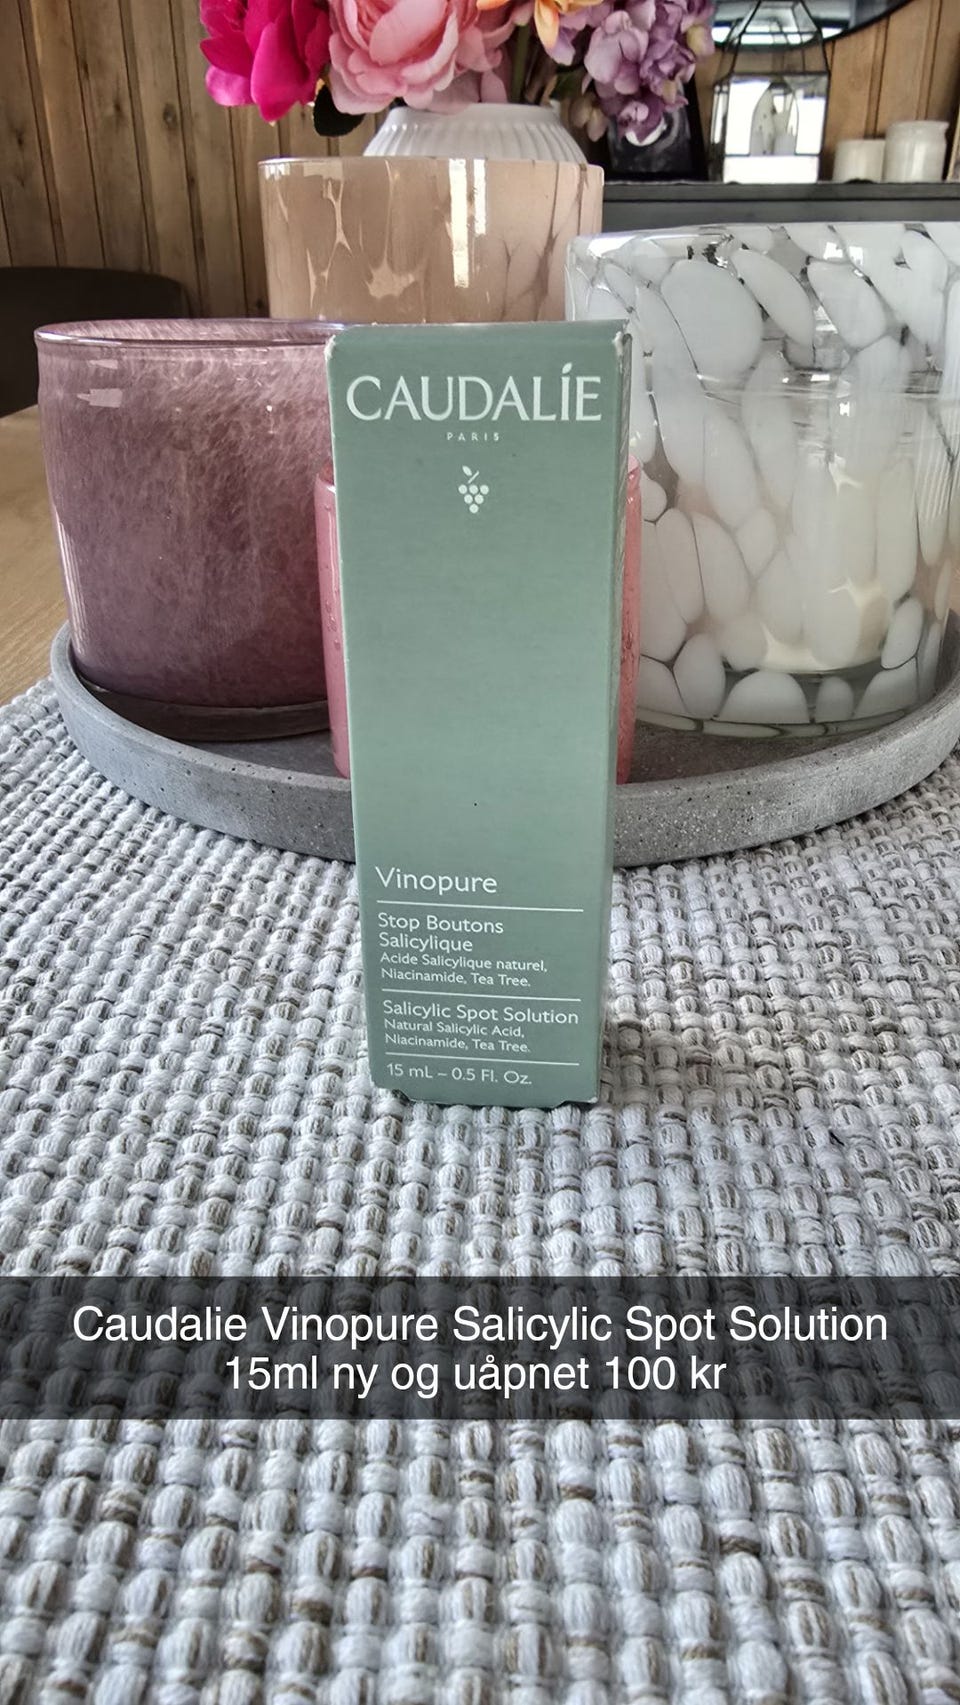 CAUDALÍE
PARIS
Vinopure
Stop Boutons
Salicylique
Acide Salicylique naturel,
Niacinamide, Tea Tree.
Salicylic Spot Solution
Natural Salicylic Acid,
Niacinamide, Tea Tree.
15 mL – 0.5 Fl. Oz.
Caudalie Vinopure Salicylic Spot Solution
15ml ny og uåpnet 100 kr